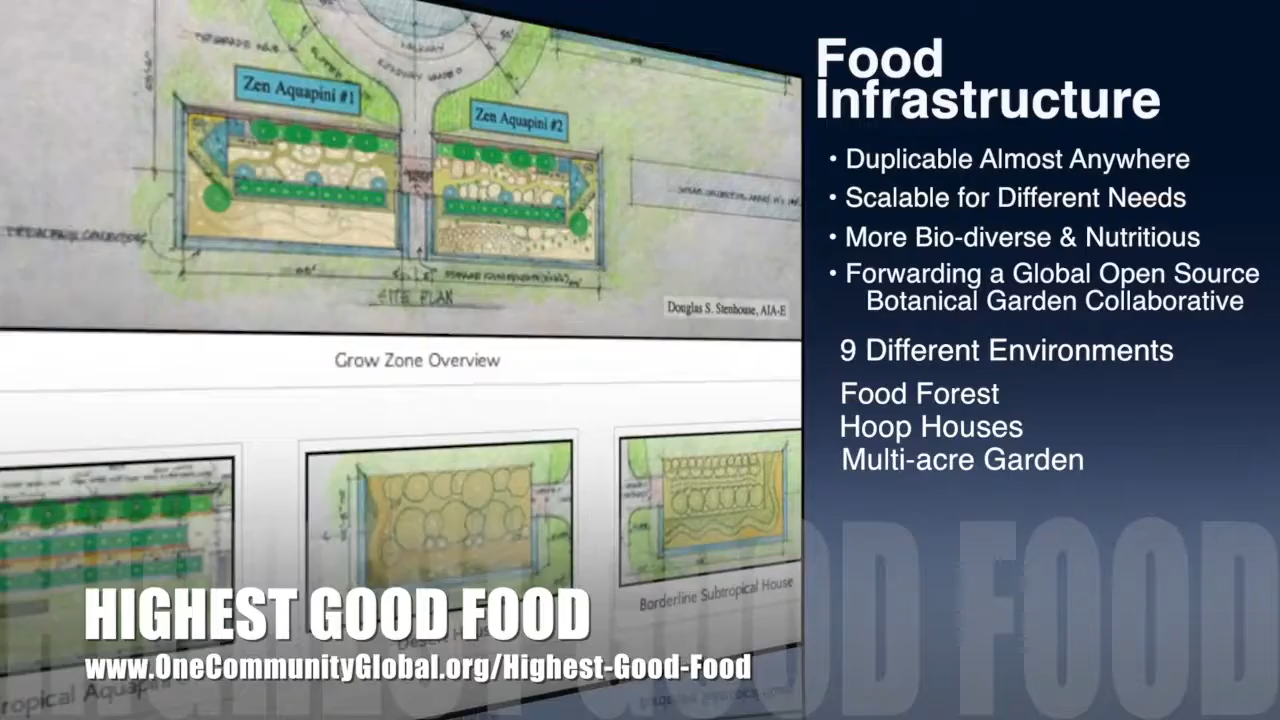 Zen Aquapini #1
Zen Aquapini #2
SITE PLAN
Douglas S. Stenhouse, AIA-E
Grow Zone Overview
Borderline Subtropical House
HIGHEST GOOD FOOD
www.OneCommunityGlobal.org/Highest-Good-Food
Food
Infrastructure
• Duplicable Almost Anywhere
• Scalable for Different Needs
• More Bio-diverse & Nutritious
• Forwarding a Global Open Source
Botanical Garden Collaborative
9 Different Environments
Food Forest
Hoop Houses
Multi-acre Garden
GOOD FOOD